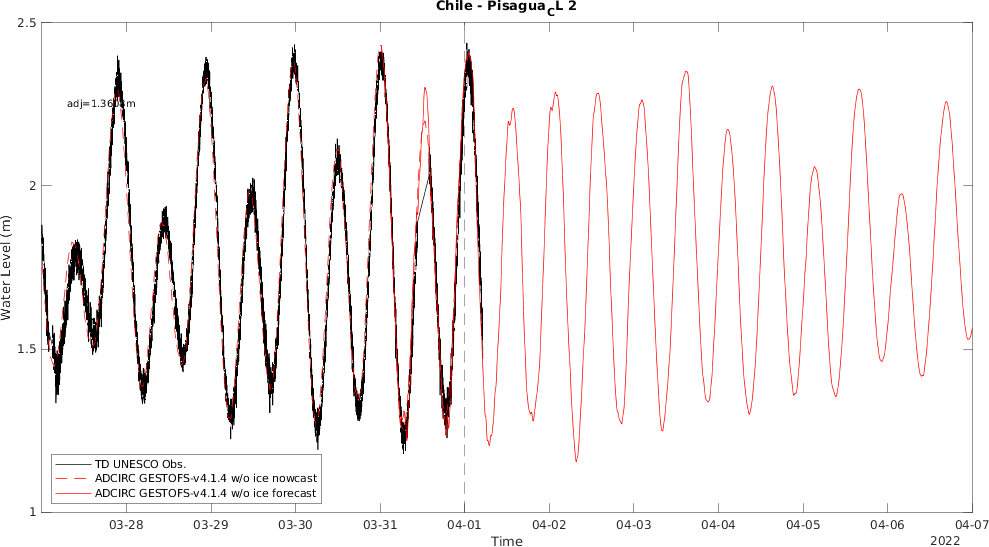 Chile - PisaguaCL 2
2.5
adj=1.3603m
2
Water Level (m)
1.5
TD UNESCO Obs.
ADCIRC GESTOFS-v4.1.4 w/o ice nowcast
ADCIRC GESTOFS-v4.1.4 w/o ice forecast
1
03-28 03-29 03-30 03-31 04-01 04-02 04-03 04-04 04-05 04-06 04-07
Time
2022